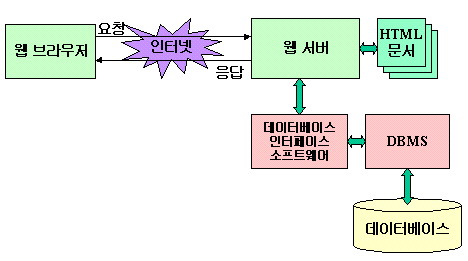 요청
웹 브라우저
인터넷
응답
웹 서버
HTML
문서
데이터베이스
인터페이스
소프트웨어
DBMS
데이터베이스